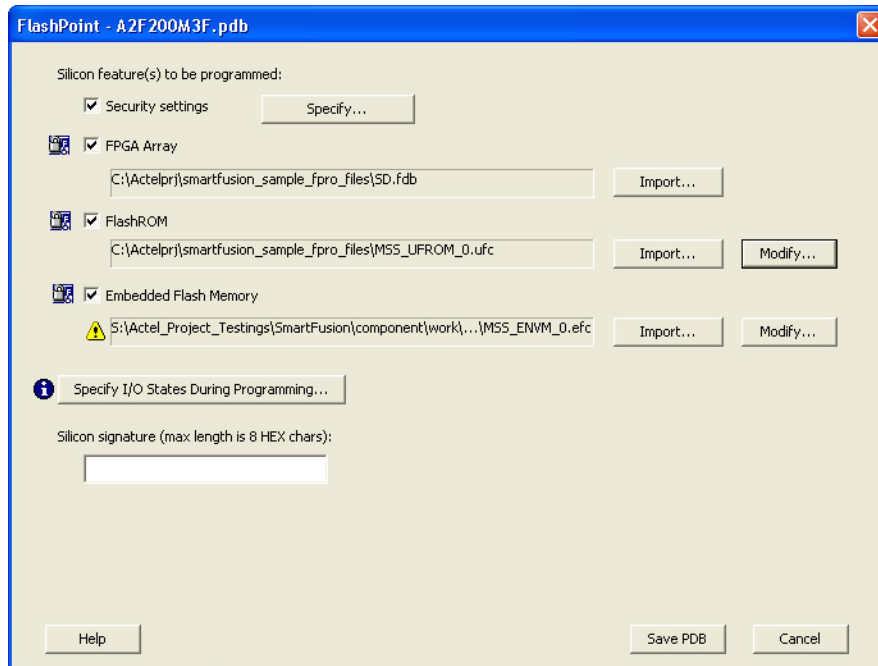 FlashPoint - A2F200M3F.pdb
Silicon feature(s) to be programmed:
Security settings
Specify...
FPGA Array
C:\Actelprj\smartfusion_sample_fpro_files\SD.fdb
Import...
FlashROM
C:\Actelprj\smartfusion_sample_fpro_files\MSS_UFROM_0.ufc
Import...
Modify...
Embedded Flash Memory
S:\Actel_Project_Testings\SmartFusion\component\work\...\MSS_ENVM_0.efc
Import...
Modify...
Specify I/O States During Programming...
Silicon signature (max length is 8 HEX chars):
Help
Save PDB
Cancel